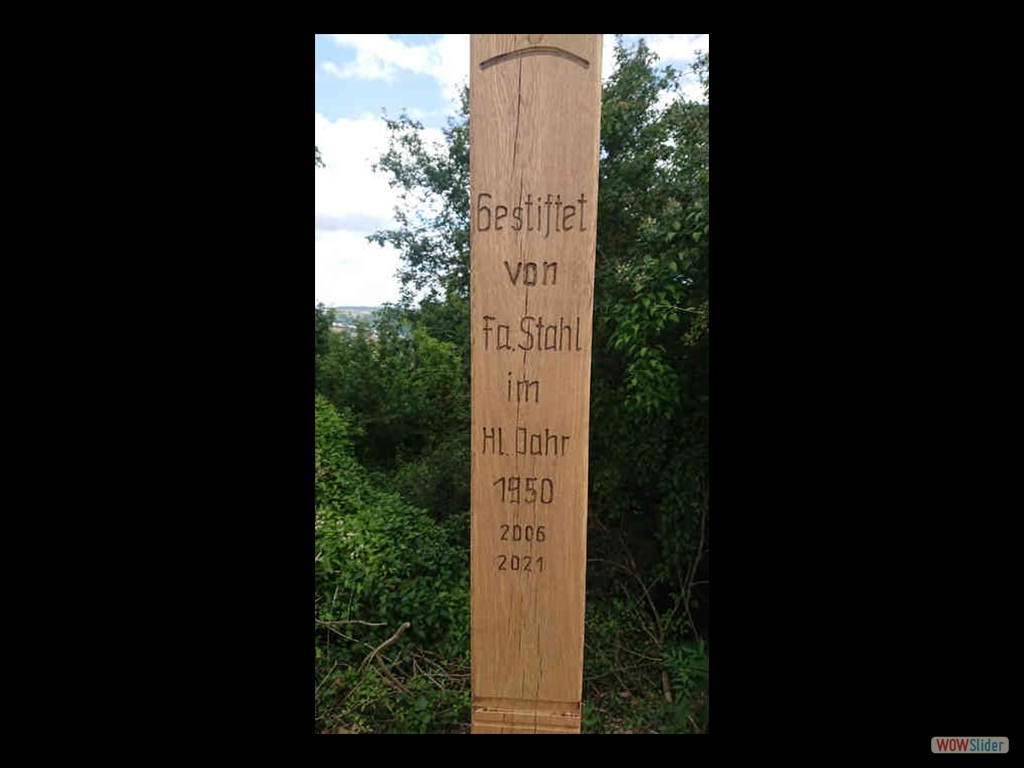 Gestiftet
von
Fa. Stahl
im
Hl. Jahr
1950
2006
2021
WOWSlider